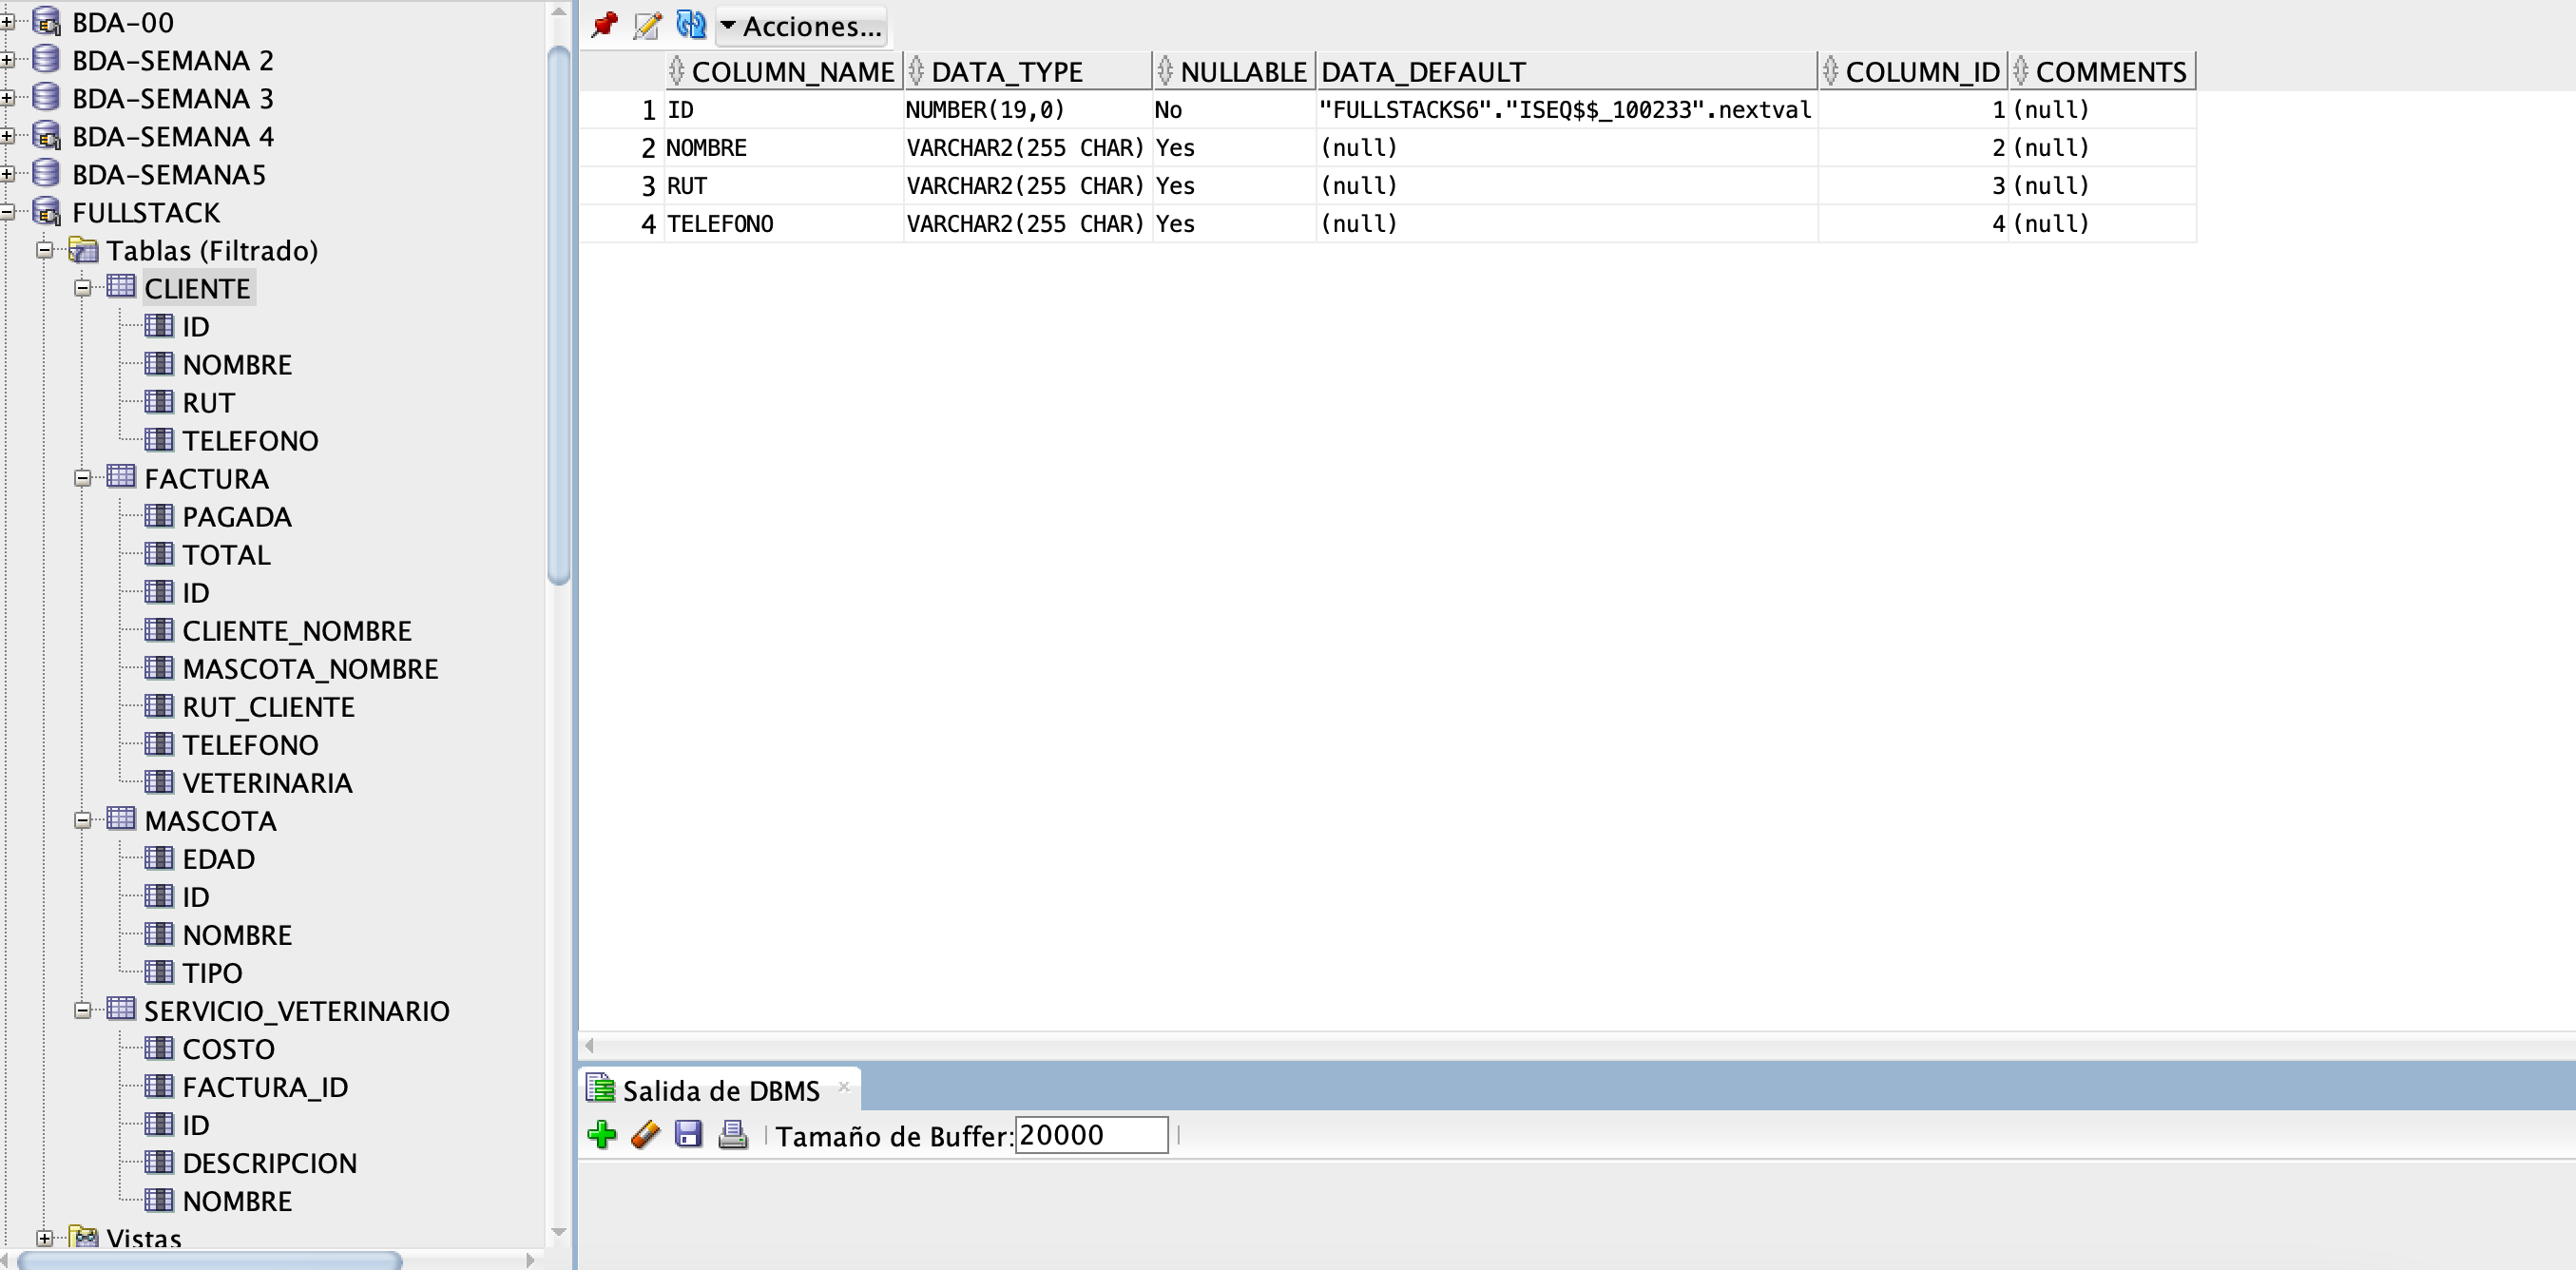 BDA-00
BDA-SEMANA 2
BDA-SEMANA 3
BDA-SEMANA 4
BDA-SEMANA5
FULLSTACK
Tablas (Filtrado)
CLIENTE
ID
NOMBRE
RUT
TELEFONO
FACTURA
PAGADA
TOTAL
ID
CLIENTE_NOMBRE
MASCOTA_NOMBRE
RUT_CLIENTE
TELEFONO
VETERINARIA
MASCOTA
EDAD
ID
NOMBRE
TIPO
SERVICIO_VETERINARIO
COSTO
FACTURA_ID
ID
DESCRIPCION
NOMBRE
Vistas
Acciones...
COLUMN_NAME DATA_TYPE NULLABLE DATA_DEFAULT COLUMN_ID COMMENTS
1 ID NUMBER(19,0) No "FULLSTACKS6"."ISEQ$$_100233".nextval 1 (null)
2 NOMBRE VARCHAR2(255 CHAR) Yes (null) 2 (null)
3 RUT VARCHAR2(255 CHAR) Yes (null) 3 (null)
4 TELEFONO VARCHAR2(255 CHAR) Yes (null) 4 (null)
Salida de DBMS
Tamaño de Buffer: 20000